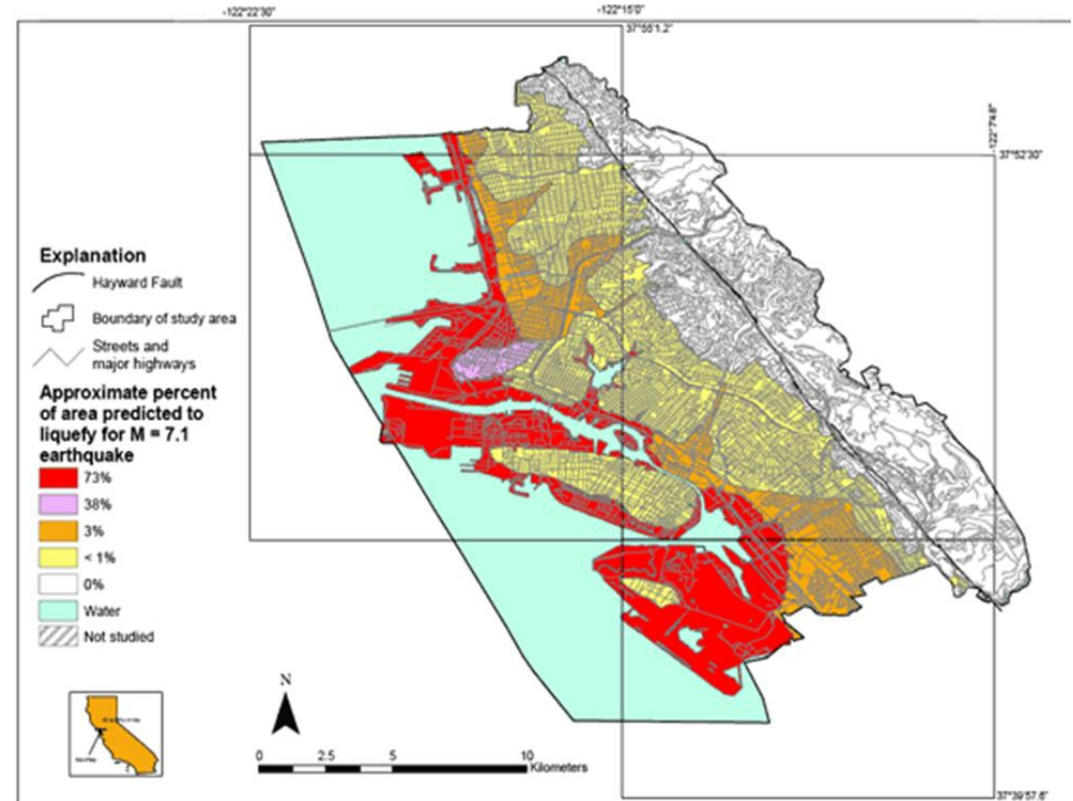 -122°22'30"
-122°15'0"
37°55'1.2"
-122°7'4.8"
37°52'30"
Explanation
Hayward Fault
Boundary of study area
Streets and
major highways
Approximate percent
of area predicted to
liquefy for M = 7.1
earthquake
73%
38%
3%
< 1%
0%
Water
Not studied
N
0 2.5 5 10
Kilometers
37°39'57.6"